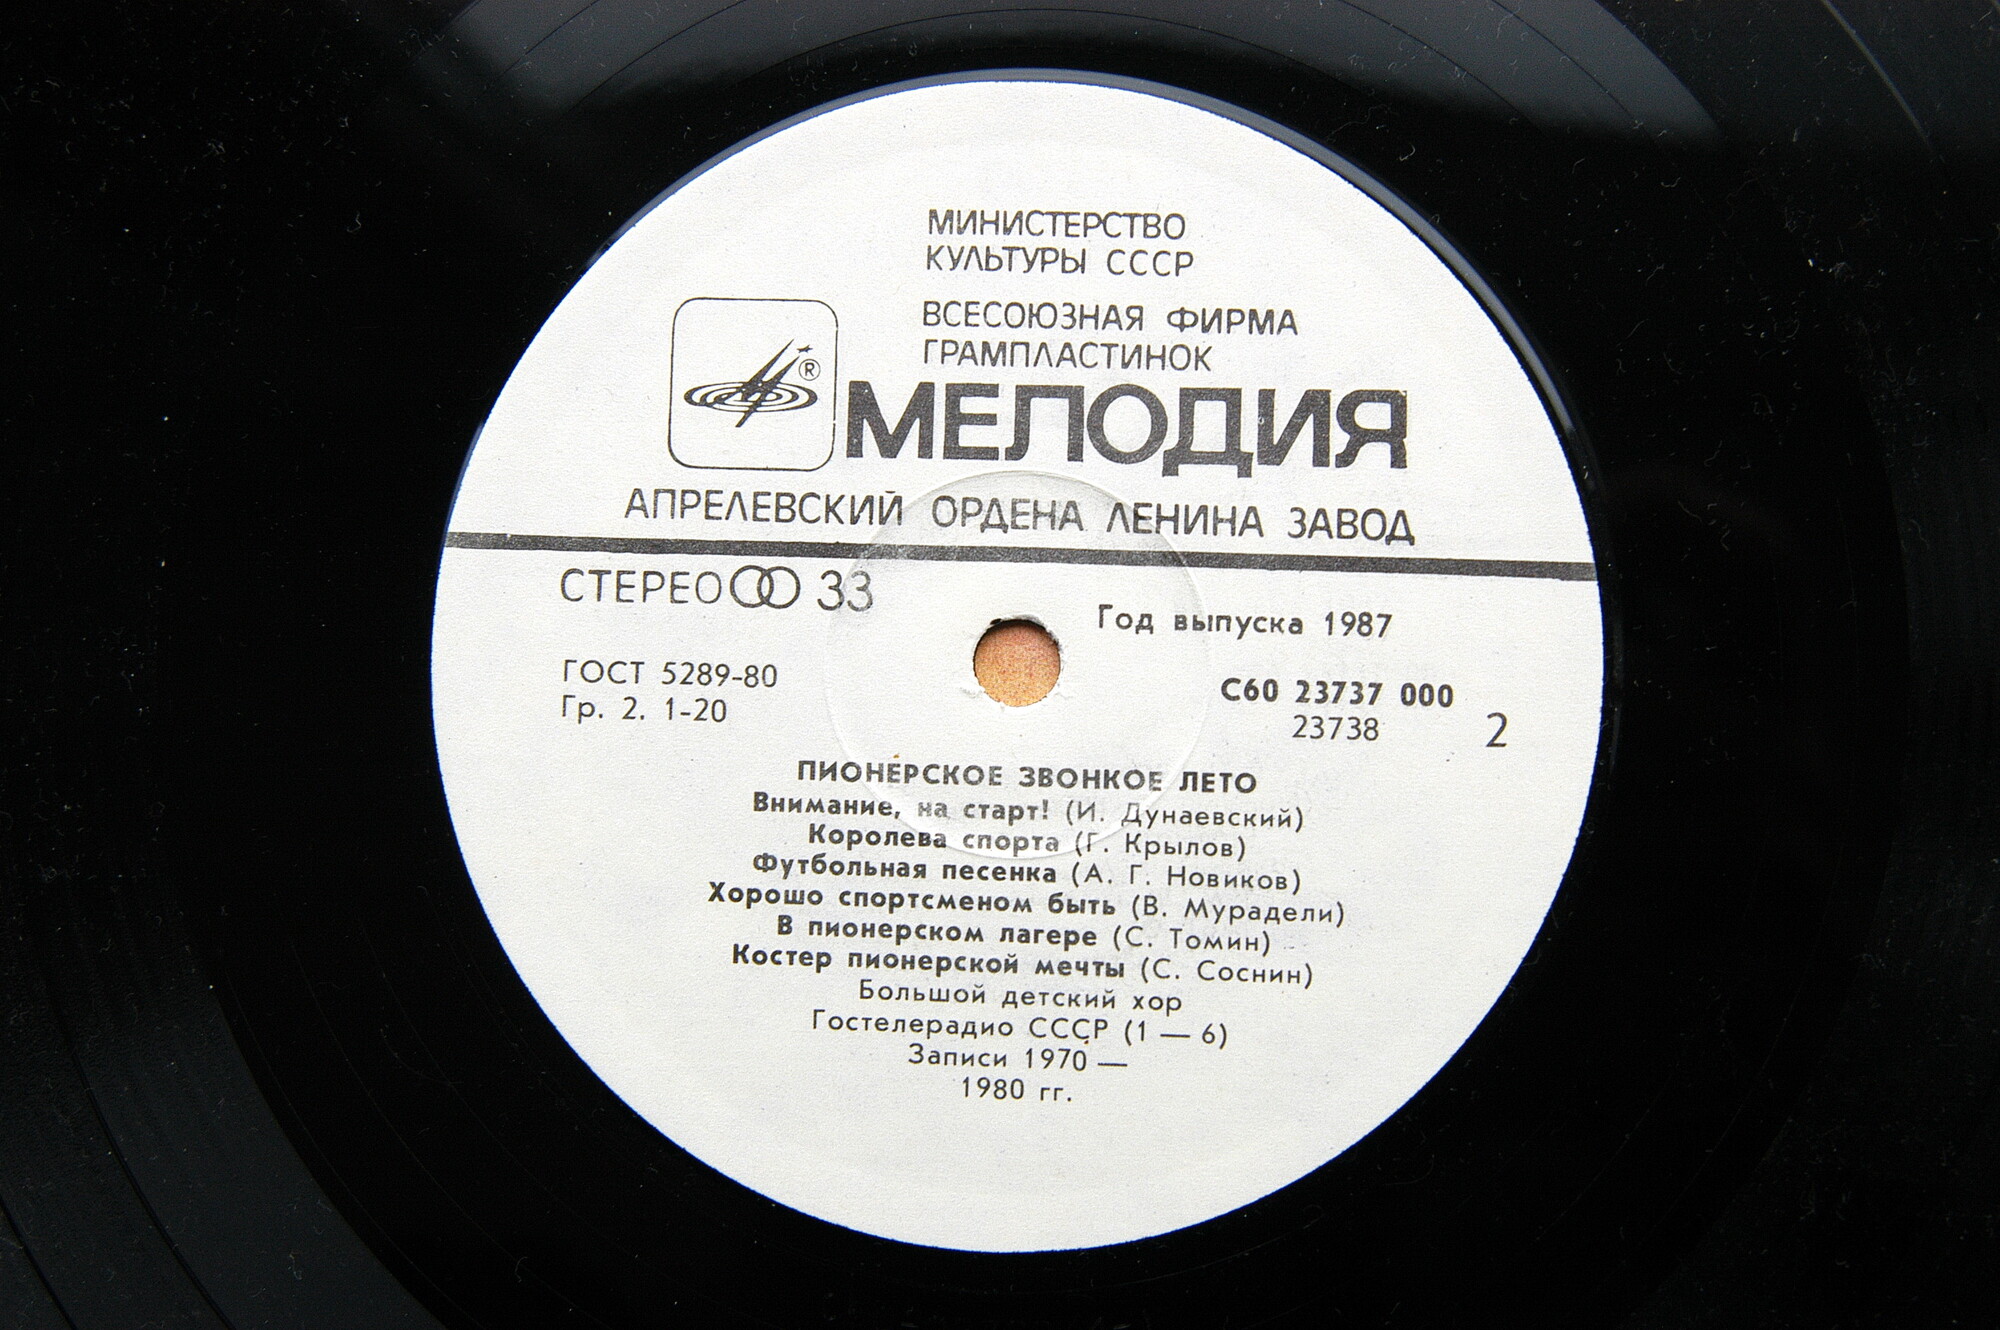 МИНИСТЕРСТВО
КУЛЬТУРЫ СССР
ВСЕСОЮЗНАЯ ФИРМА
ГРАМПЛАСТИНОК
®
МЕЛОДИЯ
АПРЕЛЕВСКИЙ ОРДЕНА ЛЕНИНА ЗАВОД
СТЕРЕО 33
Год выпуска 1987
ГОСТ 5289-80
Гр. 2. 1-20
С60 23737 000
23738
2
ПИОНЕРСКОЕ ЗВОНКОЕ ЛЕТО
Внимание, на старт! (И. Дунаевский)
Королева спорта (Г. Крылов)
Футбольная песенка (А. Г. Новиков)
Хорошо спортсменом быть (В. Мурадели)
В пионерском лагере (С. Томин)
Костер пионерской мечты (С. Соснин)
Большой детский хор
Гостелерадио СССР (1 — 6)
Записи 1970 —
1980 гг.